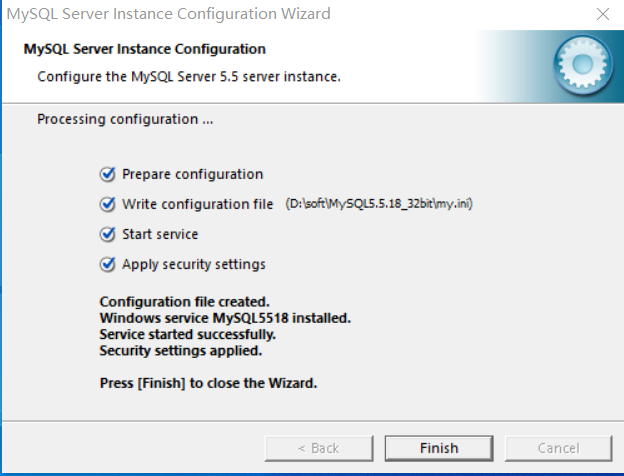 MySQL Server Instance Configuration Wizard
MySQL Server Instance Configuration
Configure the MySQL Server 5.5 server instance.
Processing configuration ...
Prepare configuration
Write configuration file (D:\soft\MySQL5.5.18_32bit\my.ini)
Start service
Apply security settings
Configuration file created.
Windows service MySQL5518 installed.
Service started successfully.
Security settings applied.
Press [Finish] to close the Wizard.
< Back Finish Cancel